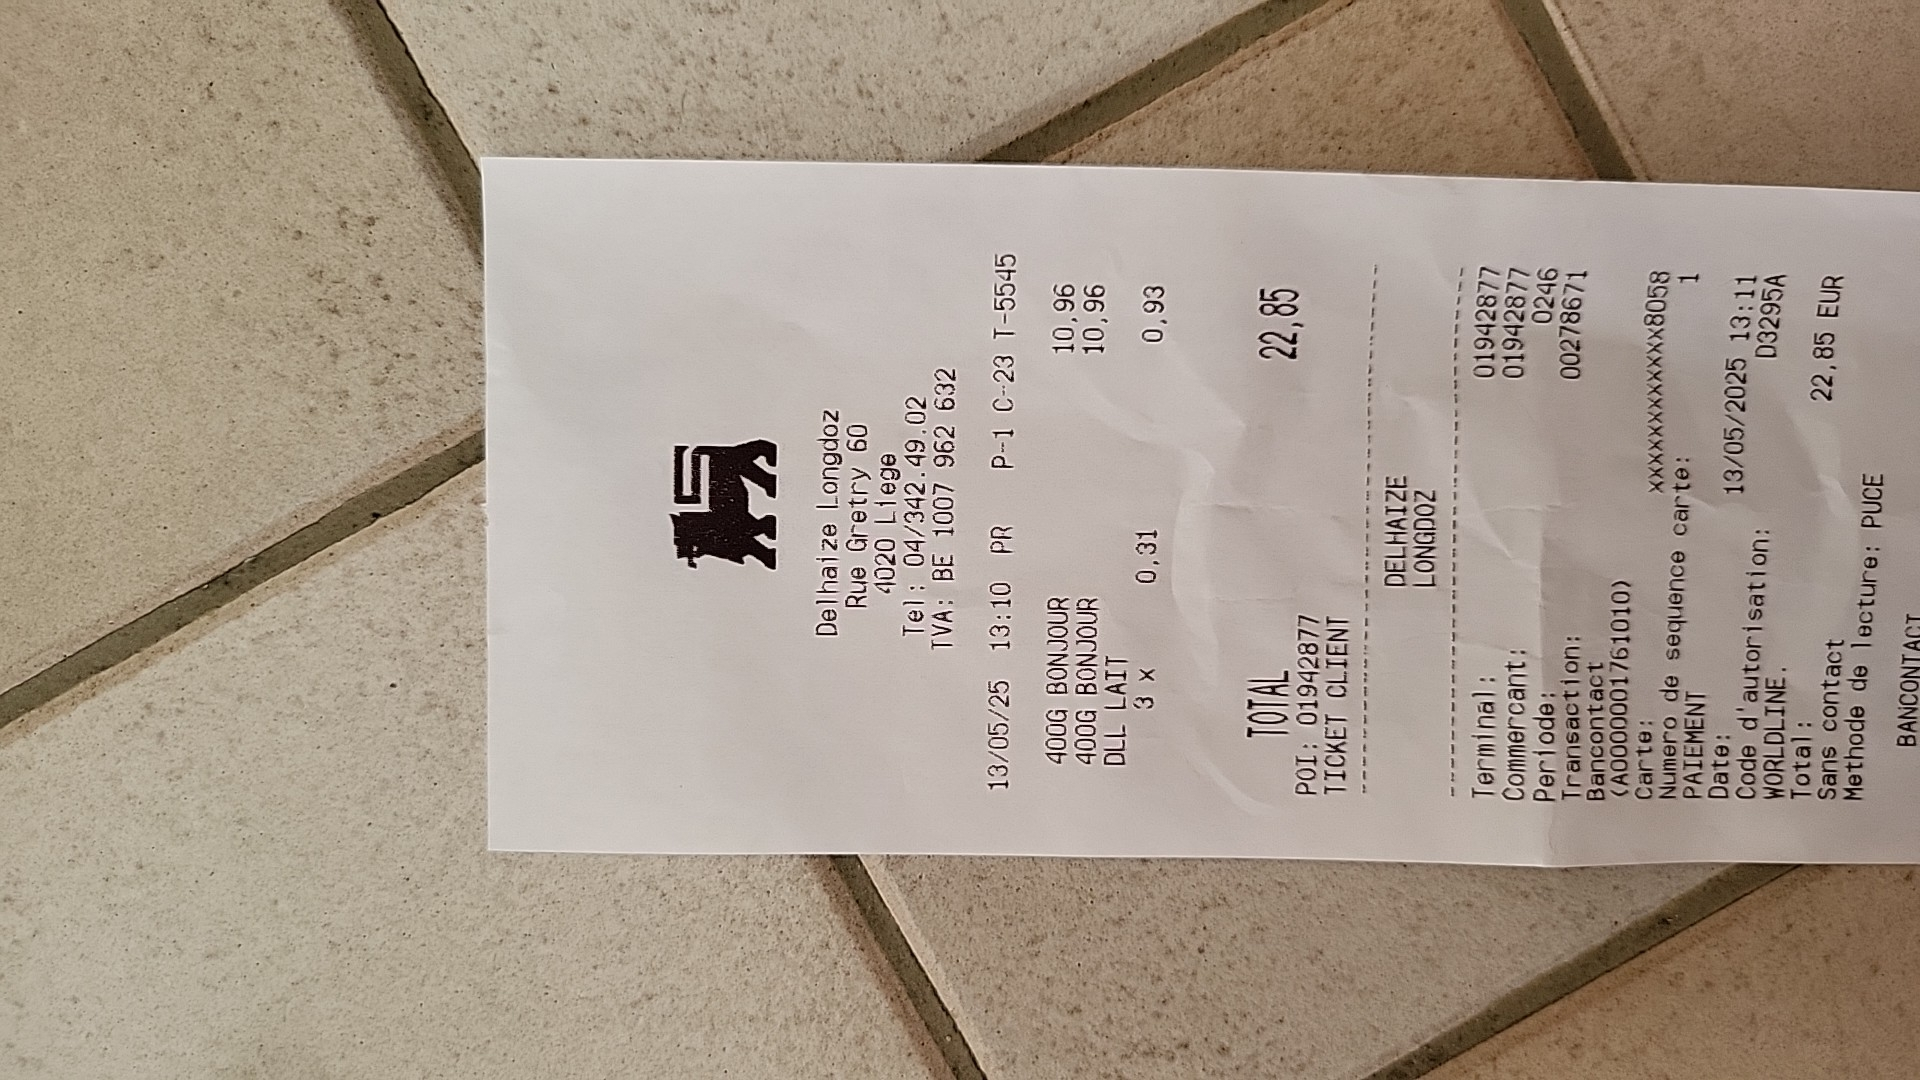 Delhaize Longdoz
Rue Gretry 60
4020 Liege
Tel: 04/342.49.02
TVA: BE 1007 962 632
13/05/25 13:10 PR P-1 C-23 T-5545
400G BONJOUR 10,96
400G BONJOUR 10,96
DLL LAIT
3 x 0,31 0,93
TOTAL 22,85
POI: 01942877
TICKET CLIENT
--------------------------------
DELHAIZE
LONGDOZ
--------------------------------
Terminal: 01942877
Commercant: 01942877
Periode: 0246
Transaction: 00278671
Bancontact
(A0000001761010)
Carte: xxxxxxxxxxxxx8058
Numero de sequence carte: 1
PAIEMENT
Date: 13/05/2025 13:11
Code d'autorisation: D3295A
WORLDLINE.
Total: 22,85 EUR
Sans contact
Methode de lecture: PUCE
BANCONTACT